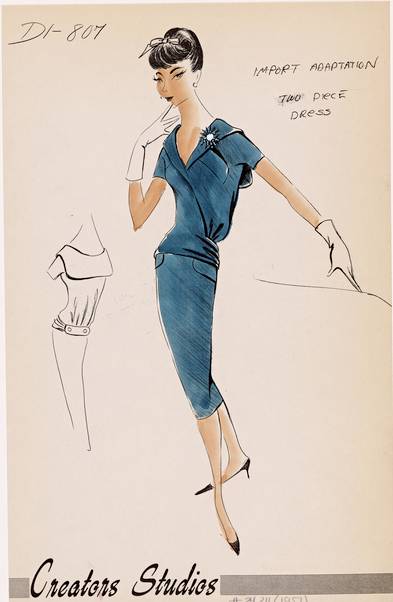 DI-807
IMPORT ADAPTATION
TWO PIECE
DRESS
Creators Studios